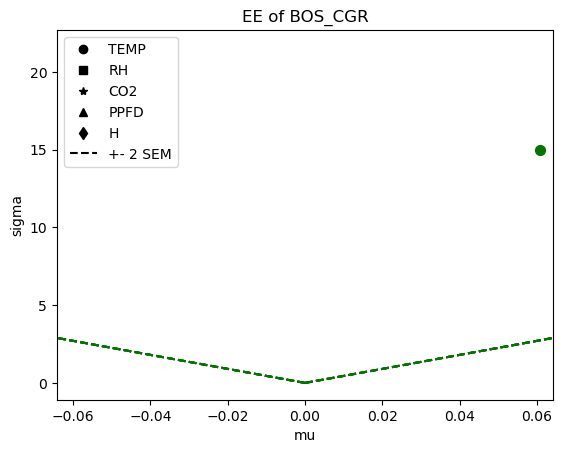 EE of BOS_CGR
TEMP
RH
CO2
PPFD
H
+- 2 SEM
sigma
20
15
10
5
0
−0.06
−0.04
−0.02
0.00
0.02
0.04
0.06
mu